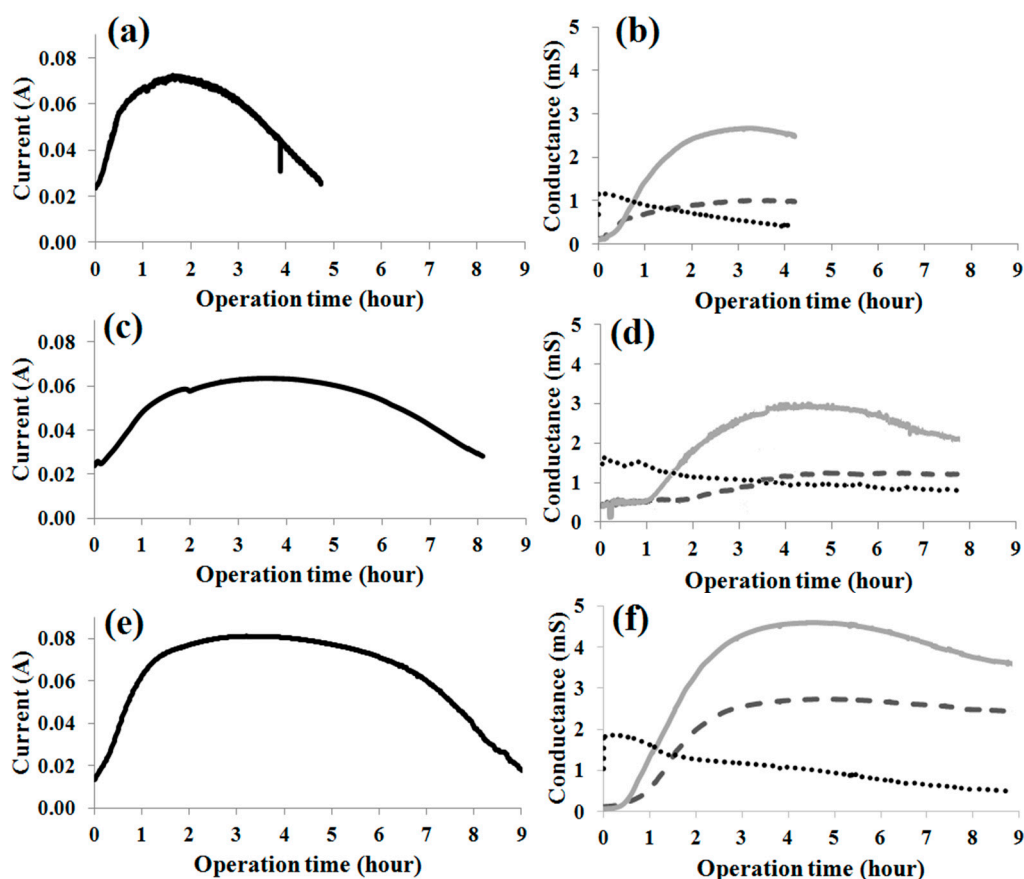 (a)
Current (A)
0.08
0.06
0.04
0.02
0.00
0 1 2 3 4 5 6 7 8 9
Operation time (hour)
(b)
Conductance (mS)
5
4
3
2
1
0
0 1 2 3 4 5 6 7 8 9
Operation time (hour)
(c)
Current (A)
0.08
0.06
0.04
0.02
0.00
0 1 2 3 4 5 6 7 8 9
Operation time (hour)
(d)
Conductance (mS)
5
4
3
2
1
0
0 1 2 3 4 5 6 7 8 9
Operation time (hour)
(e)
Current (A)
0.08
0.06
0.04
0.02
0.00
0 1 2 3 4 5 6 7 8 9
Operation time (hour)
(f)
Conductance (mS)
5
4
3
2
1
0
0 1 2 3 4 5 6 7 8 9
Operation time (hour)